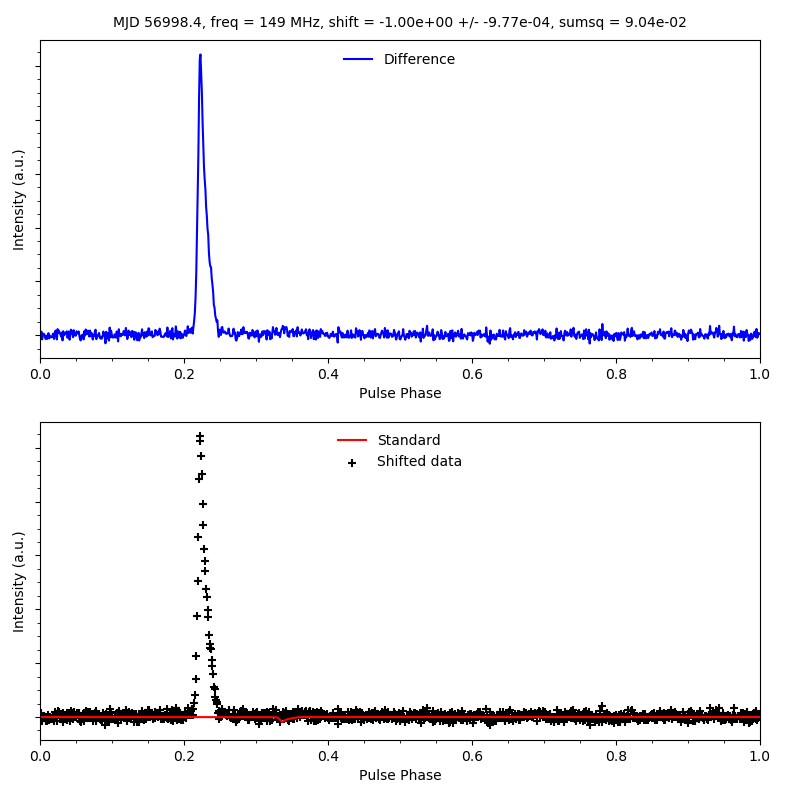 MJD 56998.4, freq = 149 MHz, shift = -1.00e+00 +/- -9.77e-04, sumsq = 9.04e-02
Difference
Intensity (a.u.)
0.0 0.2 0.4 0.6 0.8 1.0
Pulse Phase
Standard
Shifted data
Intensity (a.u.)
0.0 0.2 0.4 0.6 0.8 1.0
Pulse Phase